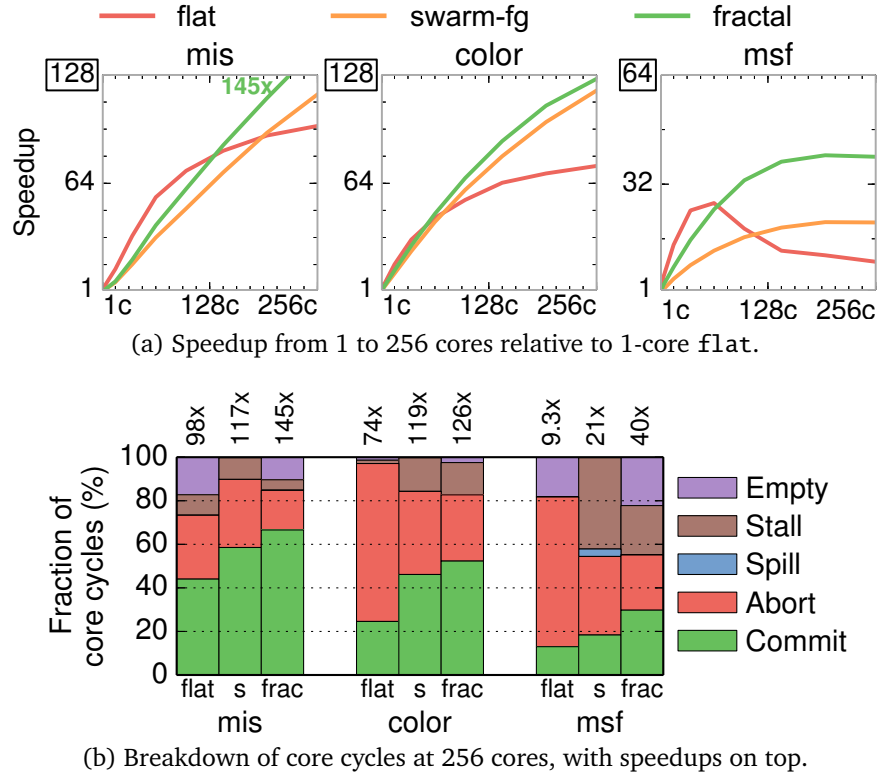 flat swarm-fg fractal
mis color msf
128 128 64
145x
Speedup
64 64 32
1 1 1
1c 128c 256c 1c 128c 256c 1c 128c 256c
(a) Speedup from 1 to 256 cores relative to 1-core flat.
98x 117x 145x 74x 119x 126x 9.3x 21x 40x
Fraction of
core cycles (%)
100
80
60
40
20
0
Empty
Stall
Spill
Abort
Commit
flat s frac flat s frac flat s frac
mis color msf
(b) Breakdown of core cycles at 256 cores, with speedups on top.